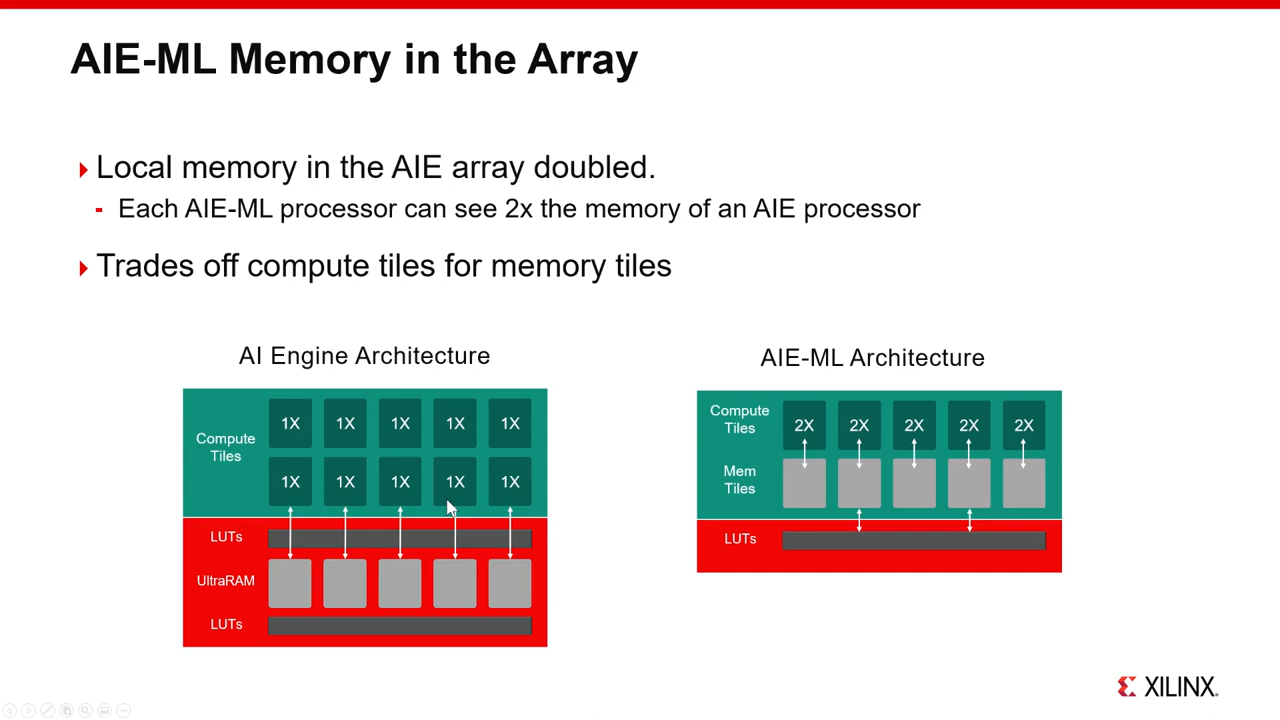 AIE-ML Memory in the Array
Local memory in the AIE array doubled.
- Each AIE-ML processor can see 2x the memory of an AIE processor
Trades off compute tiles for memory tiles
AI Engine Architecture
Compute
Tiles
1X 1X 1X 1X 1X
1X 1X 1X 1X 1X
LUTs
UltraRAM
LUTs
AIE-ML Architecture
Compute
Tiles
2X 2X 2X 2X 2X
Mem
Tiles
LUTs
XILINX